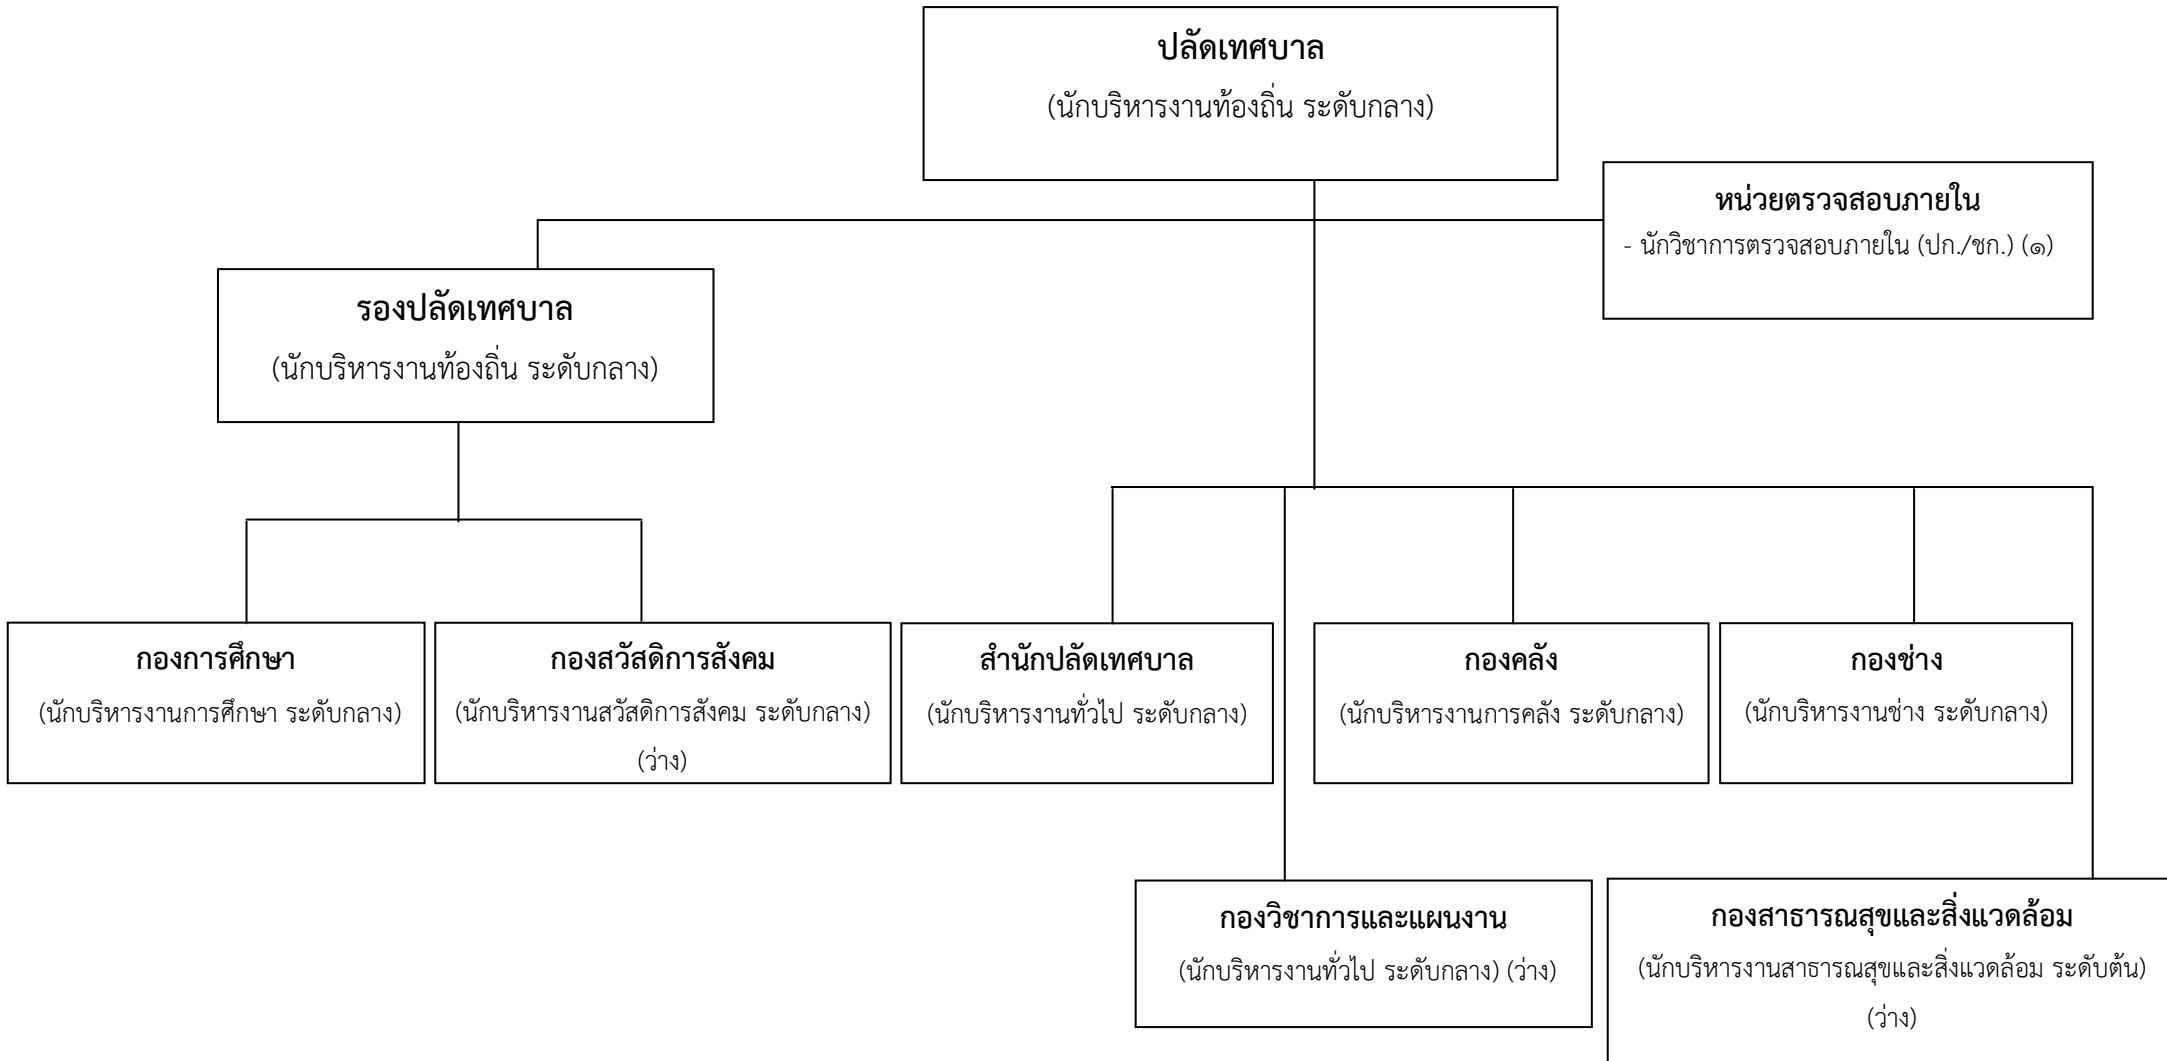 ปลัดเทศบาล
(นักบริหารงานท้องถิ่น ระดับกลาง)
หน่วยตรวจสอบภายใน
- นักวิชาการตรวจสอบภายใน (ปก./ชก.) (๑)
รองปลัดเทศบาล
(นักบริหารงานท้องถิ่น ระดับกลาง)
กองการศึกษา
(นักบริหารงานการศึกษา ระดับกลาง)
กองสวัสดิการสังคม
(นักบริหารงานสวัสดิการสังคม ระดับกลาง)
(ว่าง)
สำนักปลัดเทศบาล
(นักบริหารงานทั่วไป ระดับกลาง)
กองคลัง
(นักบริหารงานการคลัง ระดับกลาง)
กองช่าง
(นักบริหารงานช่าง ระดับกลาง)
กองวิชาการและแผนงาน
(นักบริหารงานทั่วไป ระดับกลาง) (ว่าง)
กองสาธารณสุขและสิ่งแวดล้อม
(นักบริหารงานสาธารณสุขและสิ่งแวดล้อม ระดับต้น)
(ว่าง)